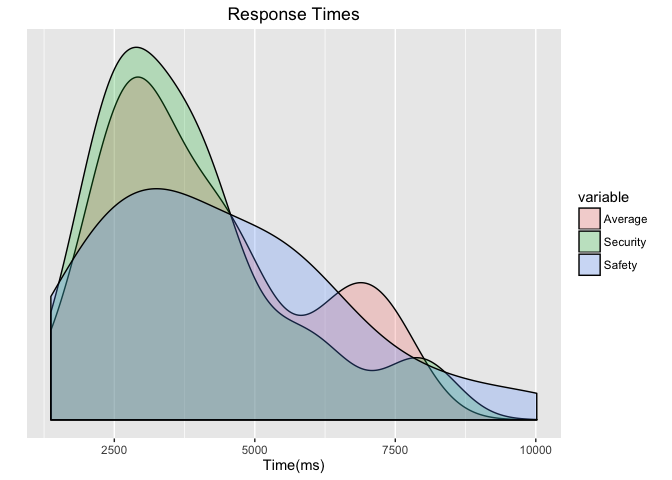 Response Times
variable
Average
Security
Safety
2500
5000
7500
10000
Time(ms)